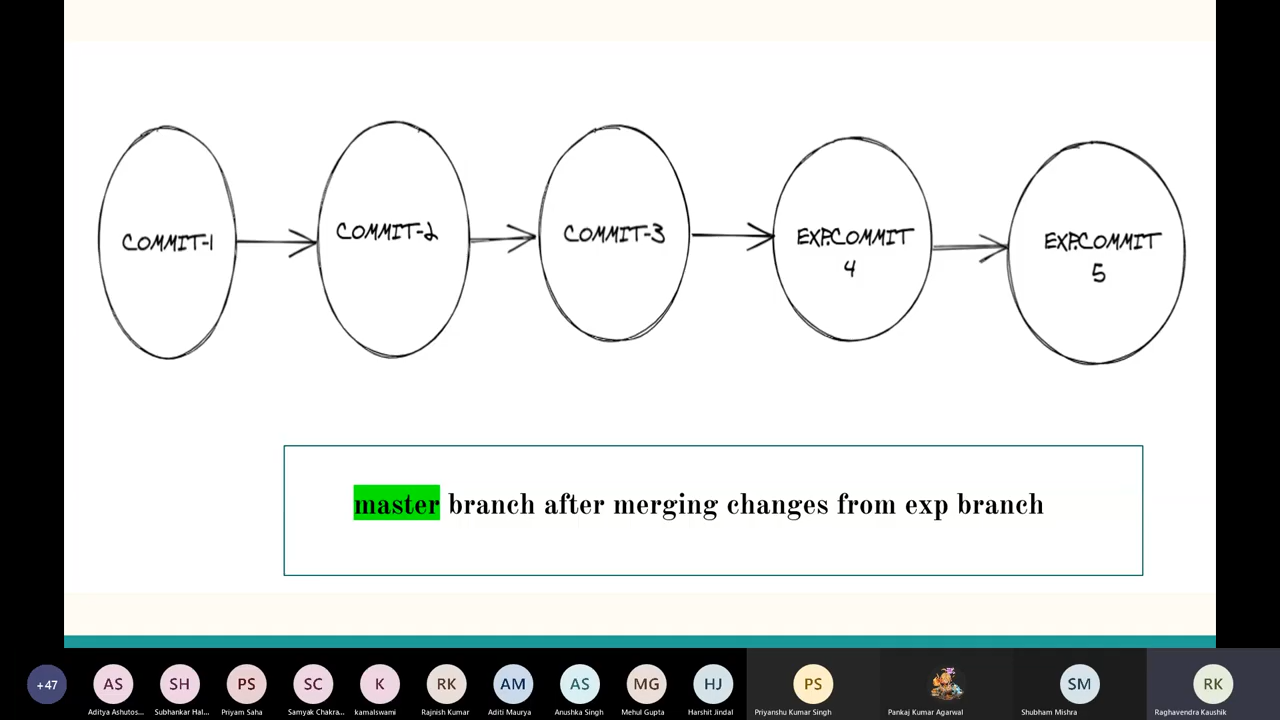 COMMIT-1
COMMIT-2
COMMIT-3
EXP.COMMIT
4
EXP.COMMIT
5
master branch after merging changes from exp branch
+47
AS
SH
PS
SC
K
RK
AM
AS
MG
HJ
PS
SM
RK
Aditya Ashutos...
Subhankar Hal...
Priyam Saha
Samyak Chakra...
kamalswami
Rajnish Kumar
Aditi Maurya
Anushka Singh
Mehul Gupta
Harshit Jindal
Priyanshu Kumar Singh
Pankaj Kumar Agarwal
Shubham Mishra
Raghavendra Kaushik